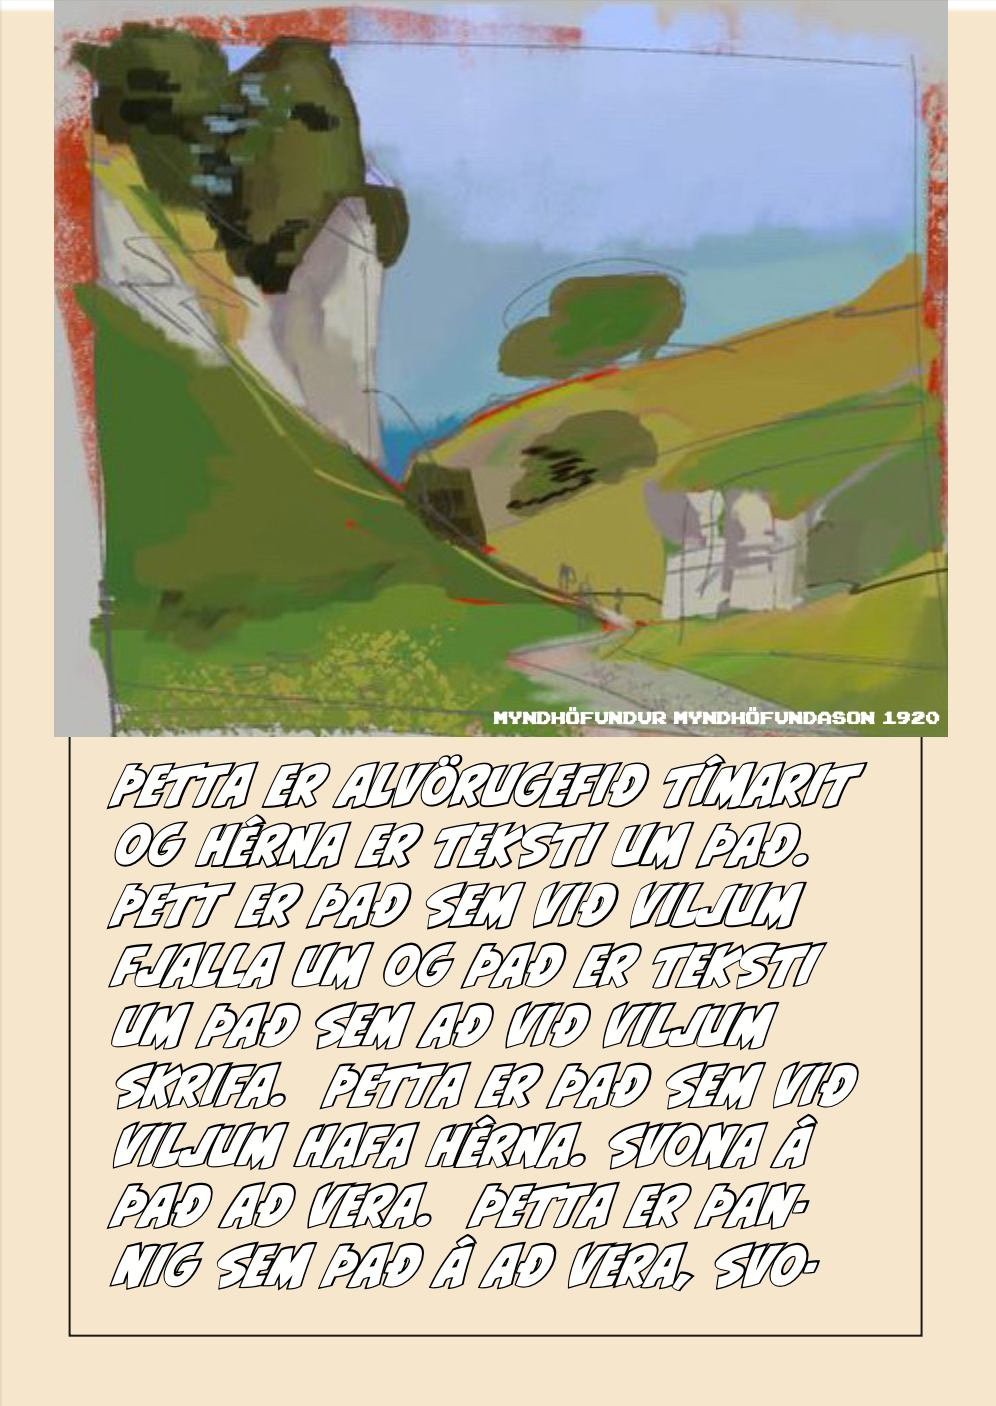 MYNDHÖFUNDUR MYNDHÖFUNDASON 1920
ÞETTA ER ALVÖRUGEFIÐ TÍMARIT
OG HÉRNA ER TEKSTI UM ÞAÐ.
ÞETT ER ÞAÐ SEM VIÐ VILJUM
FJALLA UM OG ÞAÐ ER TEKSTI
UM ÞAÐ SEM AÐ VIÐ VILJUM
SKRIFA. ÞETTA ER ÞAÐ SEM VIÐ
VILJUM HAFA HÉRNA. SVONA Á
ÞAÐ AÐ VERA. ÞETTA ER ÞAN-
NIG SEM ÞAÐ Á AÐ VERA, SVO-